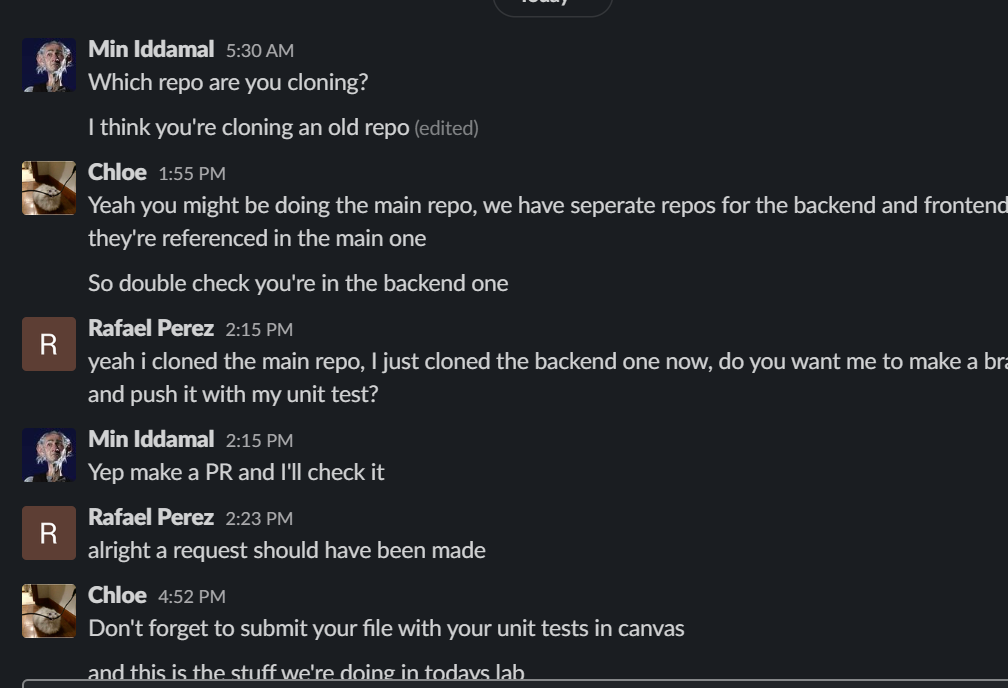 Today
Min Iddamal 5:30 AM
Which repo are you cloning?
I think you're cloning an old repo (edited)
Chloe 1:55 PM
Yeah you might be doing the main repo, we have seperate repos for the backend and frontend
they're referenced in the main one
So double check you're in the backend one
Rafael Perez 2:15 PM
R
yeah i cloned the main repo, I just cloned the backend one now, do you want me to make a bra
and push it with my unit test?
Min Iddamal 2:15 PM
Yep make a PR and I'll check it
Rafael Perez 2:23 PM
R
alright a request should have been made
Chloe 4:52 PM
Don't forget to submit your file with your unit tests in canvas
and this is the stuff we're doing in todays lab